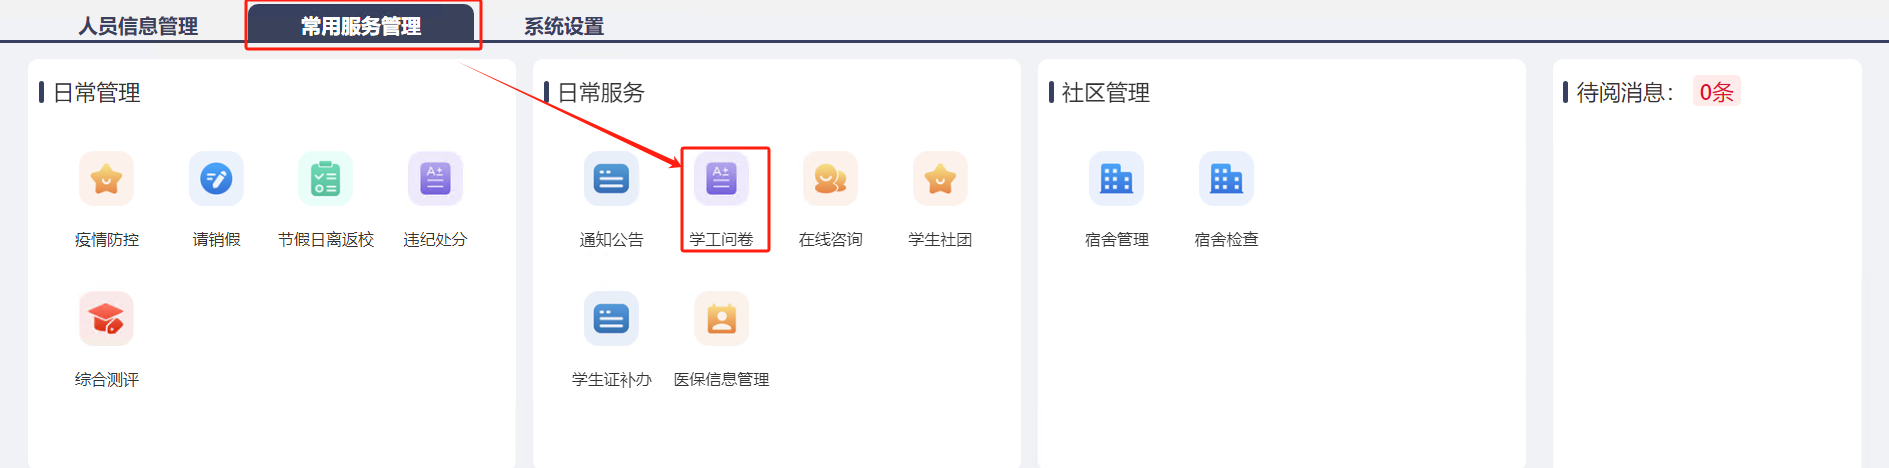 人员信息管理
常用服务管理
系统设置
日常管理
疫情防控
请销假
节假日离返校
违纪处分
综合测评
日常服务
通知公告
学工问卷
在线咨询
学生社团
学生证补办
医保信息管理
社区管理
宿舍管理
宿舍检查
待阅消息： 0条